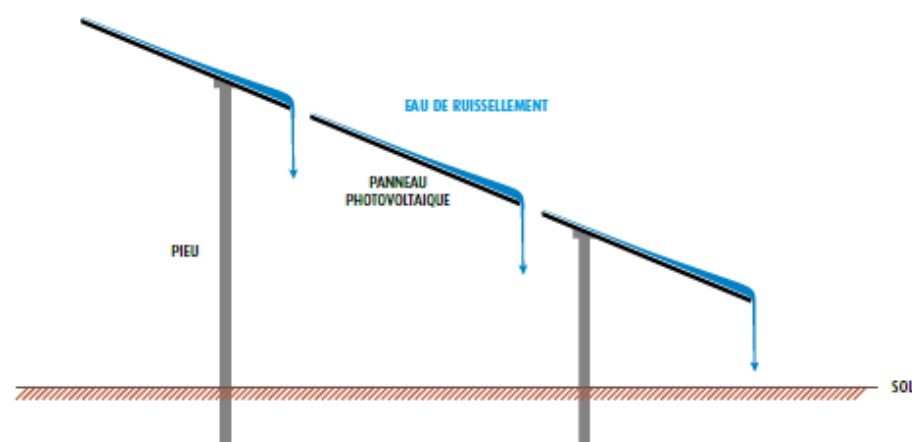 EAU DE RUISSELLEMENT
PANNEAU
PHOTOVOLTAIQUE
PIEU
SOL